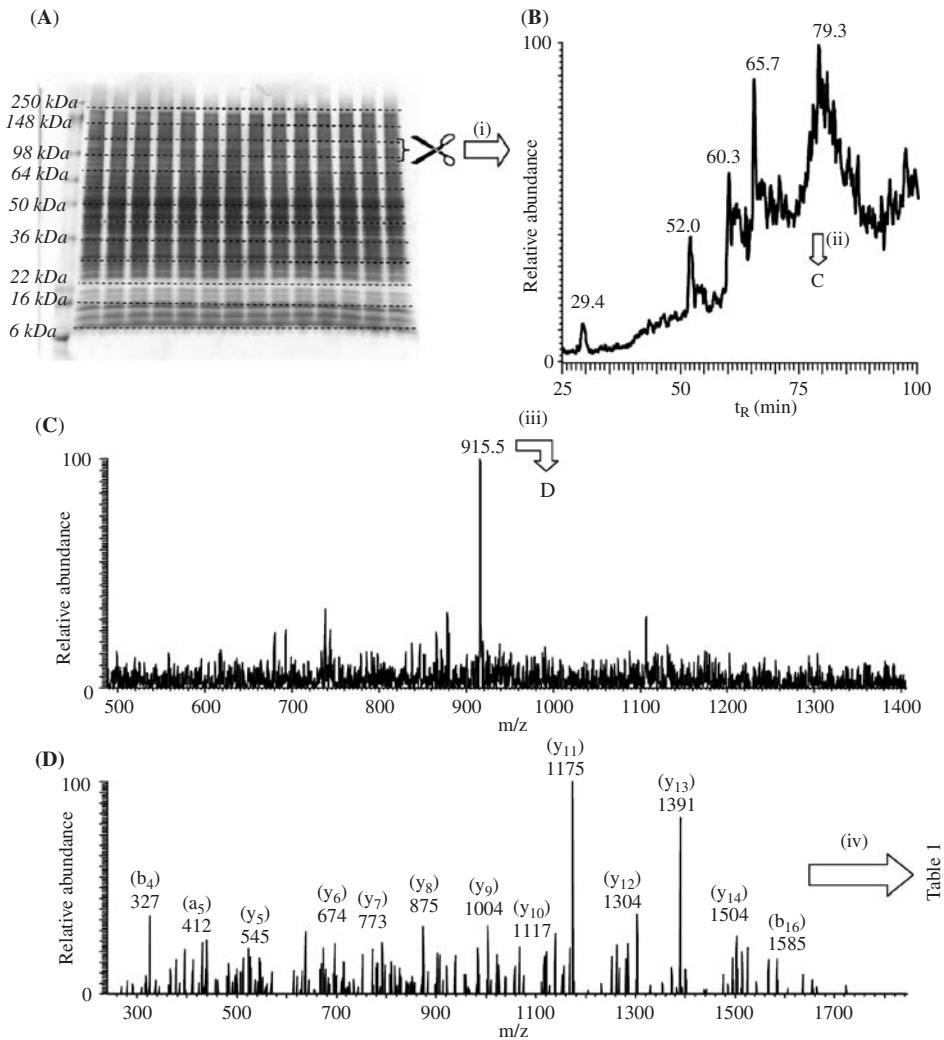 (A)
250 kDa
148 kDa
98 kDa
64 kDa
50 kDa
36 kDa
22 kDa
16 kDa
6 kDa
(i)
(B)
100
79.3
65.7
60.3
52.0
29.4
(ii)
C
Relative abundance
0
25 50 75 100
tR (min)
(C)
(iii)
D
100
915.5
Relative abundance
0
500 600 700 800 900 1000 1100 1200 1300 1400
m/z
(D)
100
(y11)
1175
(y13)
1391
(b4)
327
(a5)
412
(y5)
545
(y6)
674
(y7)
773
(y8)
875
(y9)
1004
(y10)
1117
(y12)
1304
(y14)
1504
(b16)
1585
(iv)
Table 1
Relative abundance
0
300 500 700 900 1100 1300 1500 1700
m/z